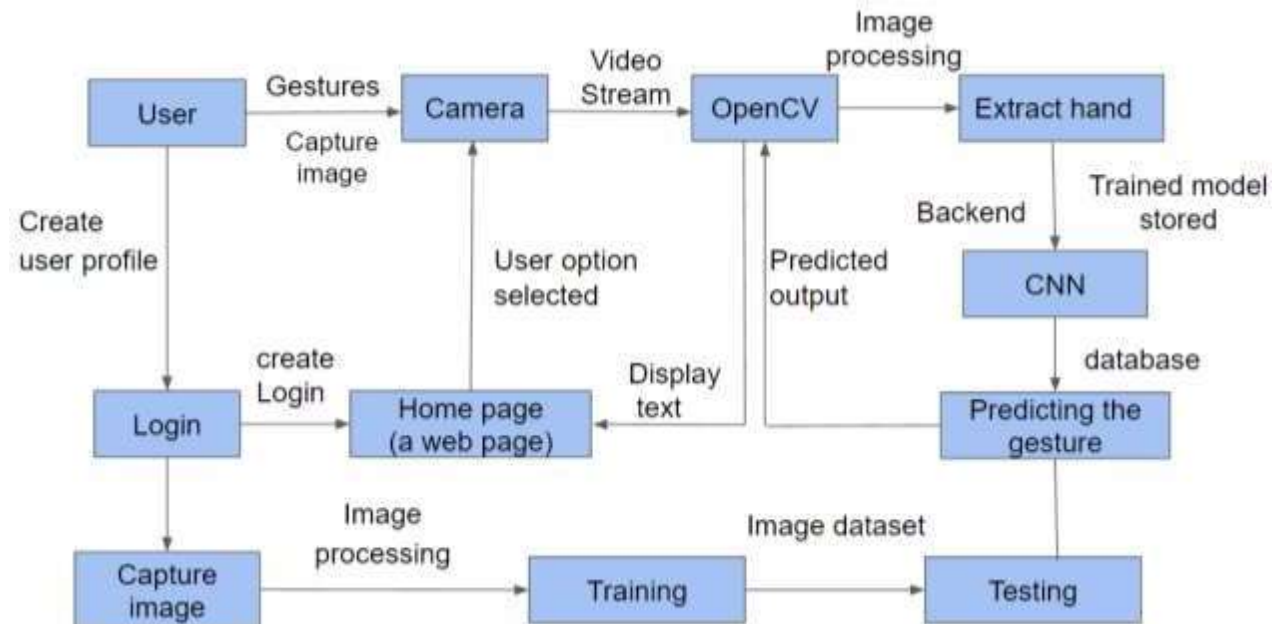 Image
processing
Gestures
Video
Stream
User
Camera
OpenCV
Extract hand
Capture
image
Trained model
stored
Backend
Create
user profile
User option
selected
Predicted
output
CNN
create
Login
Display
text
database
Login
Home page
(a web page)
Predicting the
gesture
Image
processing
Image dataset
Capture
image
Training
Testing